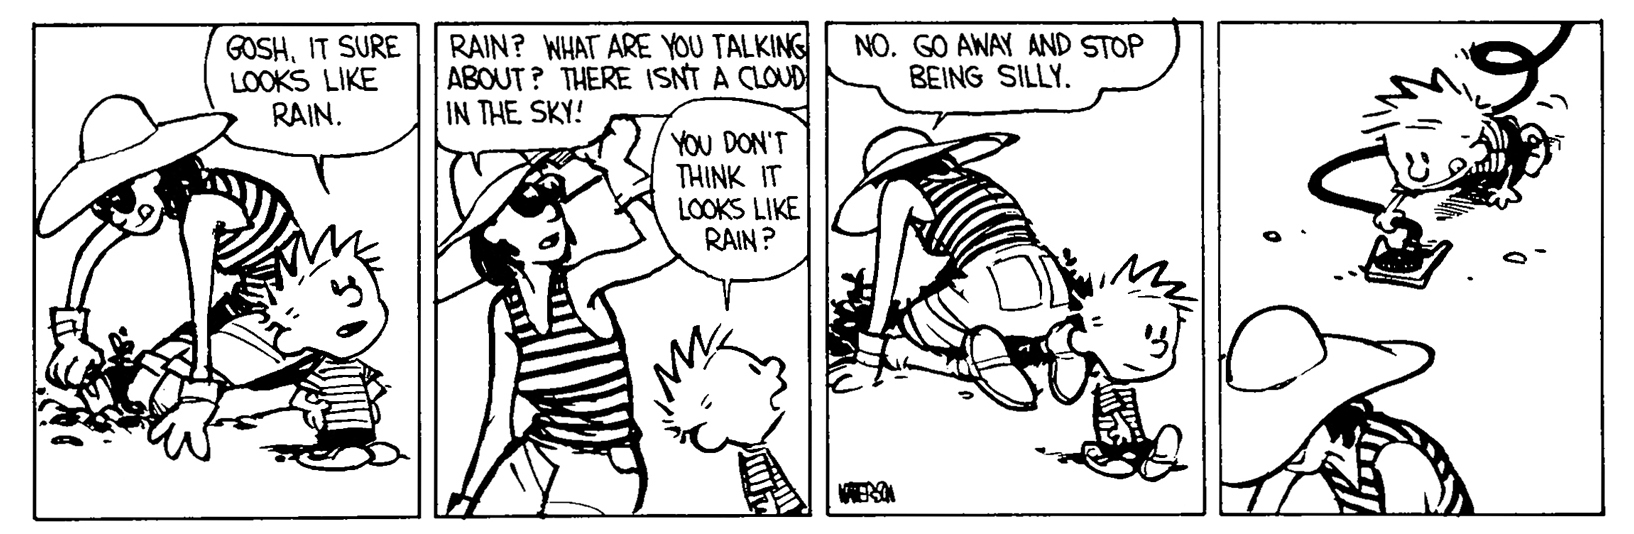 GOSH, IT SURE
LOOKS LIKE
RAIN.
RAIN? WHAT ARE YOU TALKING
ABOUT? THERE ISN'T A CLOUD
IN THE SKY!
YOU DON'T
THINK IT
LOOKS LIKE
RAIN?
NO. GO AWAY AND STOP
BEING SILLY.
WATTERSON